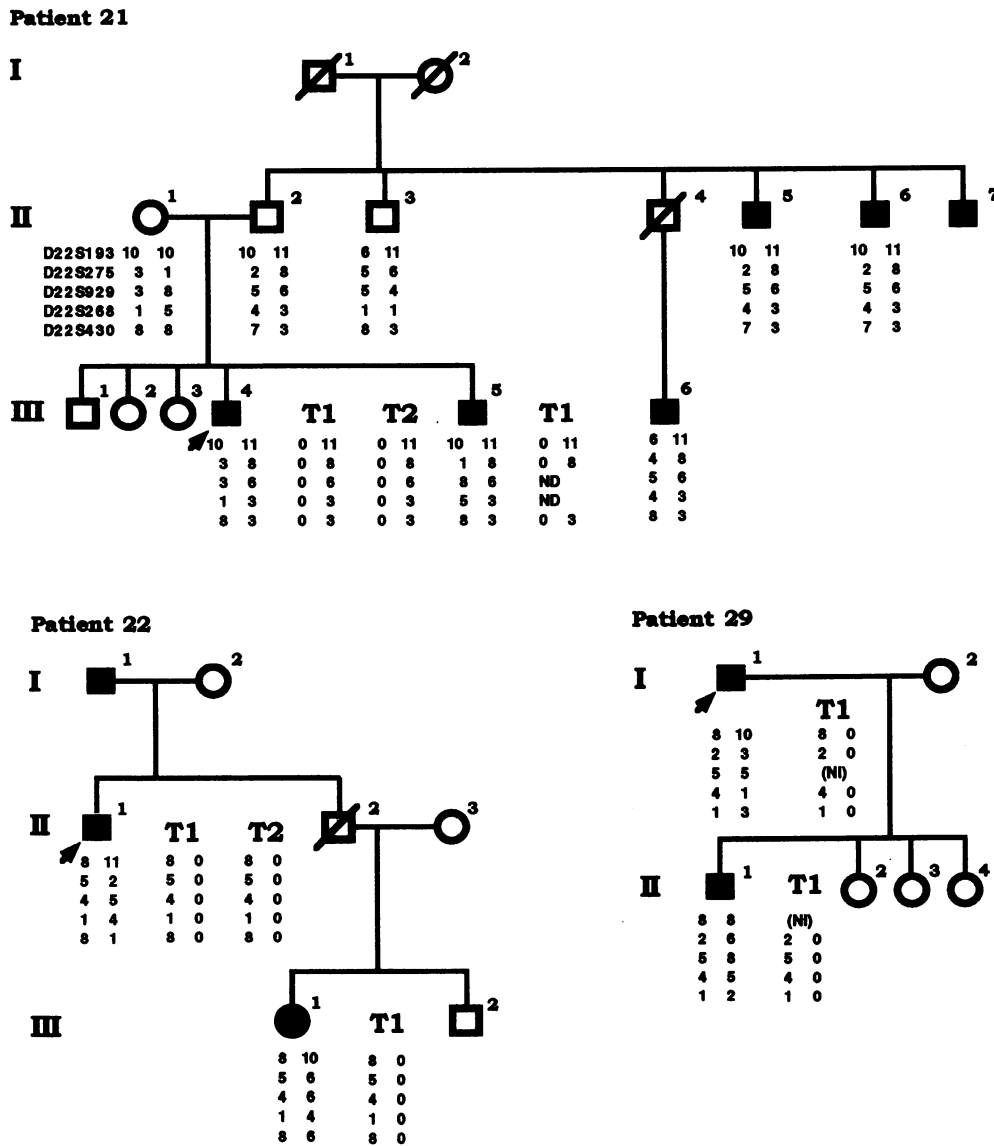 Patient 21
I
1 2
II
1 2 3 4 5 6 7
D22S193 10 10 10 11 6 11 10 11 10 11
D22S275 3 1 2 8 5 6 2 8 2 8
D22S929 3 8 5 6 5 4 5 6 5 6
D22S268 1 5 4 3 1 1 4 3 4 3
D22S430 8 8 7 3 8 3 7 3 7 3
III
1 2 3 4 T1 T2 5 T1 6
10 11 0 11 0 11 10 11 0 11 6 11
3 8 0 8 0 8 1 8 0 8 4 8
3 6 0 6 0 6 8 6 ND 5 6
1 3 0 3 0 3 5 3 ND 4 3
8 3 0 3 0 3 8 3 0 3 8 3
Patient 22
I
1 2
II
1 T1 T2 2 3
8 11 8 0 8 0
5 2 5 0 5 0
4 5 4 0 4 0
1 4 1 0 1 0
8 1 8 0 8 0
III
1 T1 2
8 10 8 0
5 6 5 0
4 6 4 0
1 4 1 0
8 6 8 0
Patient 29
I
1 2
T1
8 10 8 0
2 3 2 0
5 5 (NI)
4 1 4 0
1 3 1 0
II
1 T1 2 3 4
8 8 (NI)
2 6 2 0
5 8 5 0
4 5 4 0
1 2 1 0